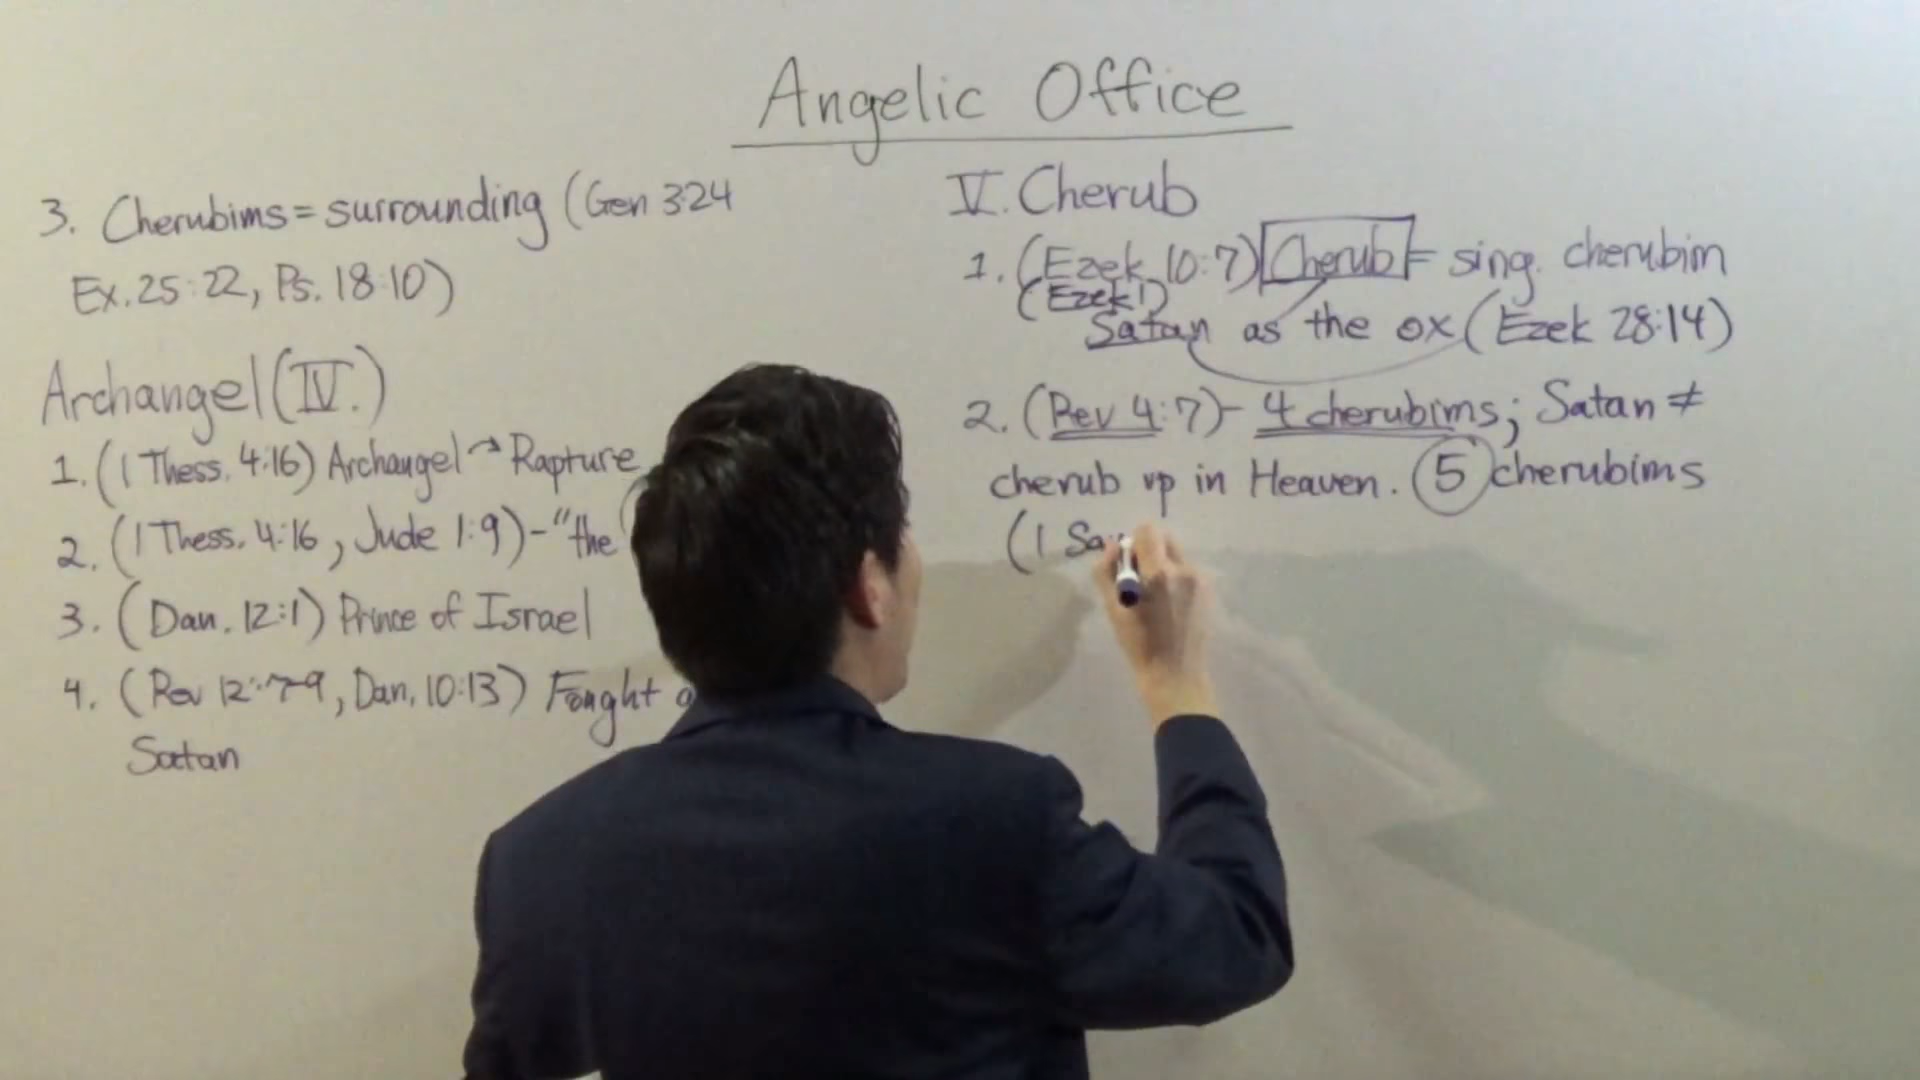 Angelic Office
3. Cherubims = surrounding (Gen 3:24
Ex. 25:22, Ps. 18:10)
Archangel (IV.)
1. (1 Thess. 4:16) Archangel → Rapture
2. (1 Thess. 4:16, Jude 1:9) - "the
3. (Dan. 12:1) Prince of Israel
4. (Rev 12:7-9, Dan. 10:13) Fought
Satan
V. Cherub
1. (Ezek 10:7) Cherub = sing. cherubim
(Ezek 1)
Satan as the ox (Ezek 28:14)
2. (Rev 4:7) - 4 cherubims; Satan ≠
cherub up in Heaven. 5 cherubims
(1 Sa